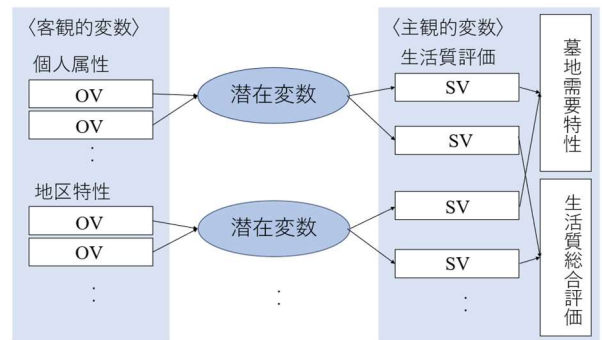 〈客観的変数〉
個人属性
OV
OV
:
地区特性
OV
OV
:
潜在変数
潜在変数
:
〈主観的変数〉
生活質評価
SV
SV
SV
SV
:
墓地需要特性
生活質総合評価